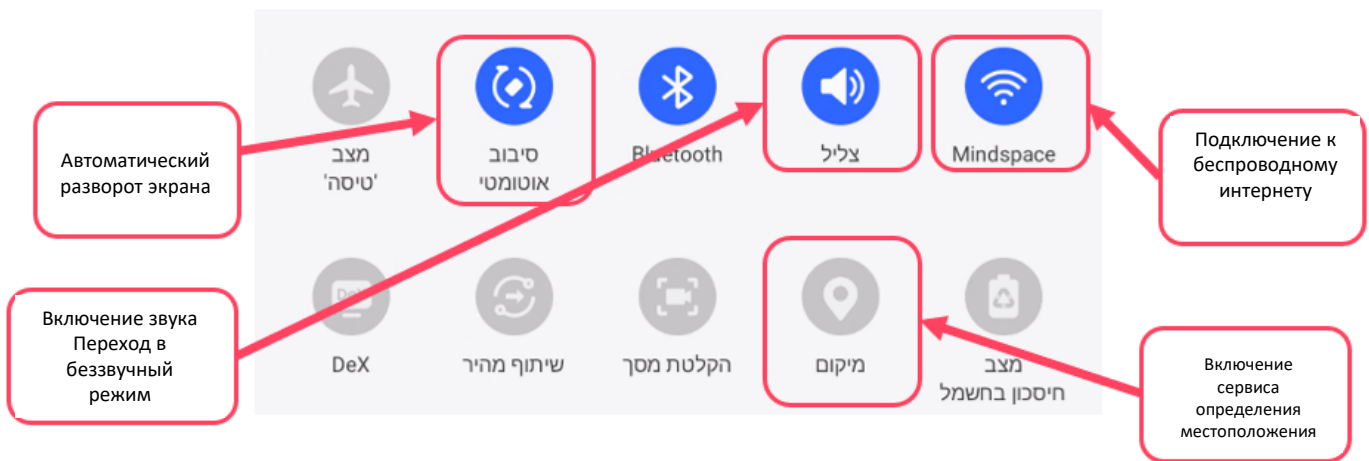 מצב
'טיסה'
סיבוב
אוטומטי
Bluetooth
צליל
Mindspace
Автоматический
разворот экрана
Подключение к
беспроводному
интернету
DeX
DeX
שיתוף מהיר
הקלטת מסך
מיקום
מצב
חיסכון בחשמל
Включение звука
Переход в
беззвучный
режим
Включение
сервиса
определения
местоположения